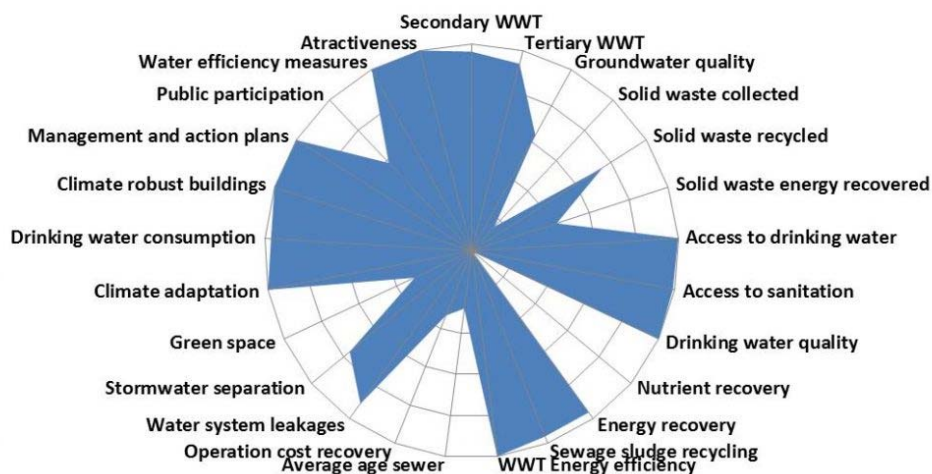 Secondary WWT
Tertiary WWT
Groundwater quality
Solid waste collected
Solid waste recycled
Solid waste energy recovered
Access to drinking water
Access to sanitation
Drinking water quality
Nutrient recovery
Energy recovery
Sewage sludge recycling
WWT Energy efficiency
Average age sewer
Operation cost recovery
Water system leakages
Stormwater separation
Green space
Climate adaptation
Drinking water consumption
Climate robust buildings
Management and action plans
Public participation
Water efficiency measures
Atractiveness